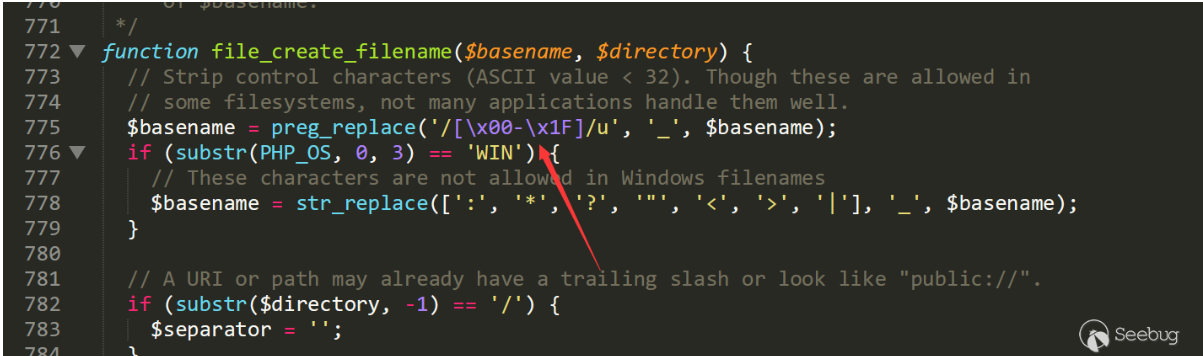 770 of $basename.
771 */
772 function file_create_filename($basename, $directory) {
773 // Strip control characters (ASCII value < 32). Though these are allowed in
774 // some filesystems, not many applications handle them well.
775 $basename = preg_replace('/[\x00-\x1F]/u', '_', $basename);
776 if (substr(PHP_OS, 0, 3) == 'WIN') {
777 // These characters are not allowed in Windows filenames
778 $basename = str_replace([':', '*', '?', '"', '<', '>', '|'], '_', $basename);
779 }
780
781 // A URI or path may already have a trailing slash or look like "public://".
782 if (substr($directory, -1) == '/') {
783 $separator = '';
784 }
Seebug